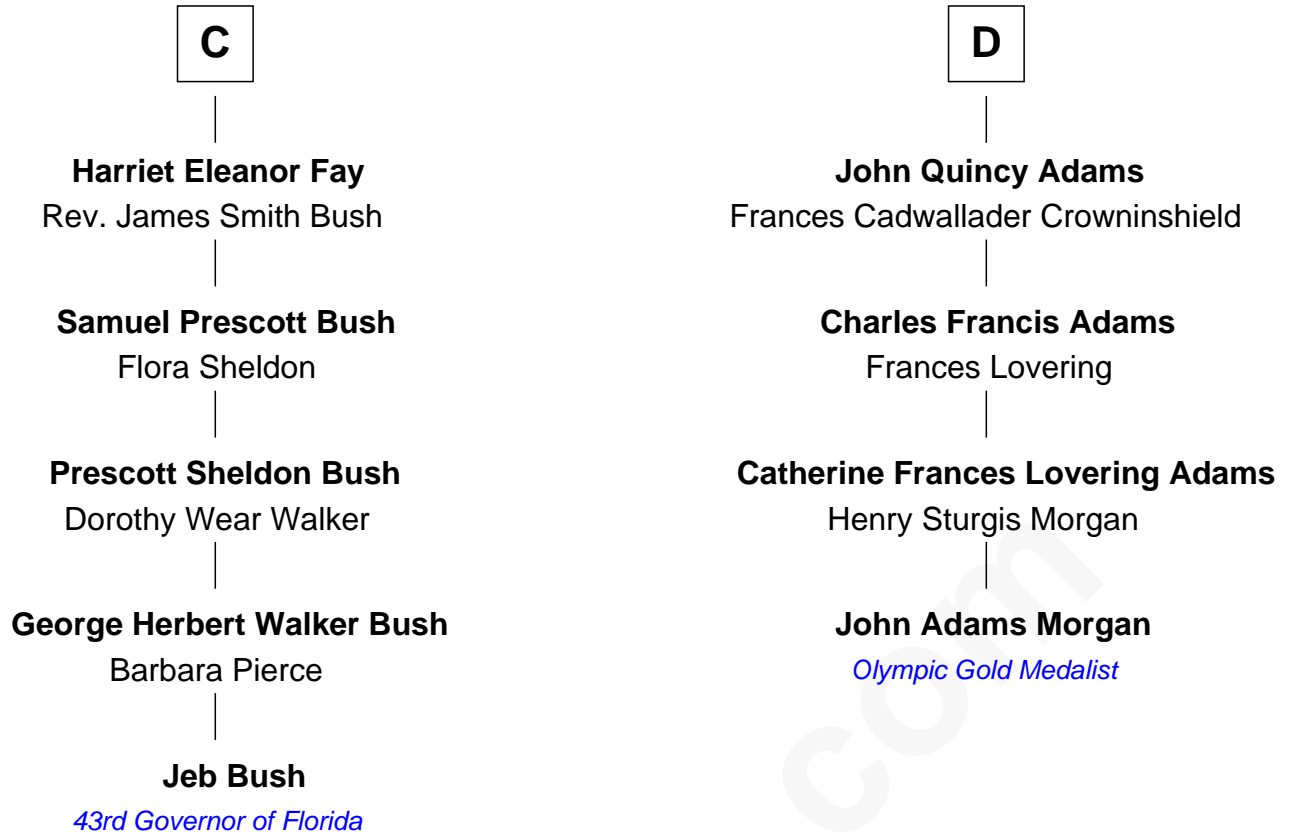 C
Harriet Eleanor Fay
Rev. James Smith Bush
Samuel Prescott Bush
Flora Sheldon
Prescott Sheldon Bush
Dorothy Wear Walker
George Herbert Walker Bush
Barbara Pierce
Jeb Bush
43rd Governor of Florida
D
John Quincy Adams
Frances Cadwallader Crowninshield
Charles Francis Adams
Frances Lovering
Catherine Frances Lovering Adams
Henry Sturgis Morgan
John Adams Morgan
Olympic Gold Medalist
com